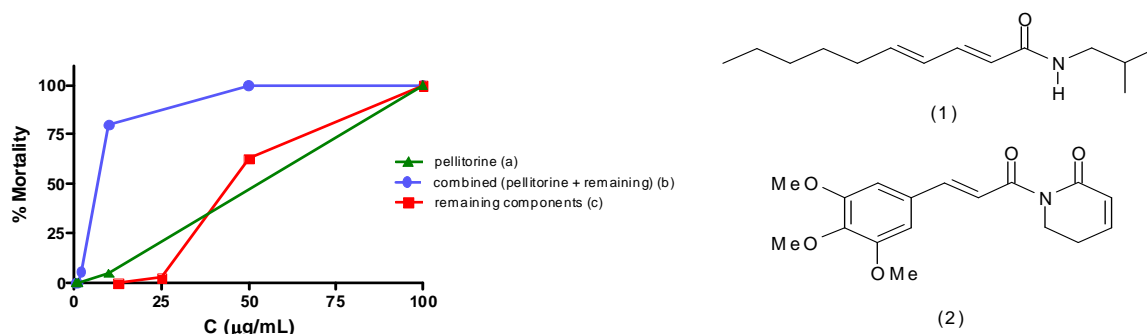 % Mortality
100
75
50
25
0
0
25
50
75
100
C (µg/mL)
pellitorine (a)
combined (pellitorine + remaining) (b)
remaining components (c)
O
N
H
(1)
O
O
MeO
N
MeO
OMe
(2)